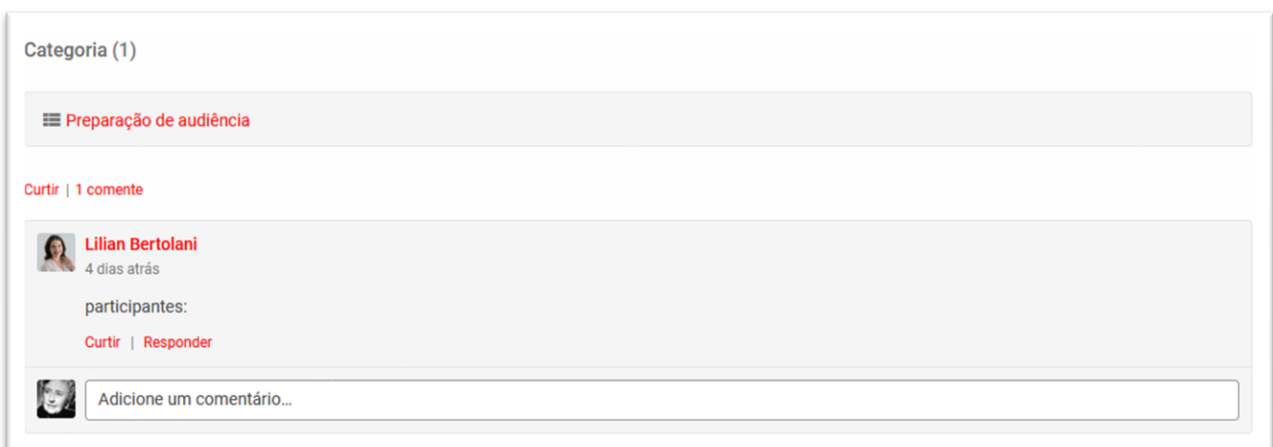 Categoria (1)
Preparação de audiência
Curtir | 1 comente
Lilian Bertolani
4 dias atrás
participantes:
Curtir | Responder
Adicione um comentário...